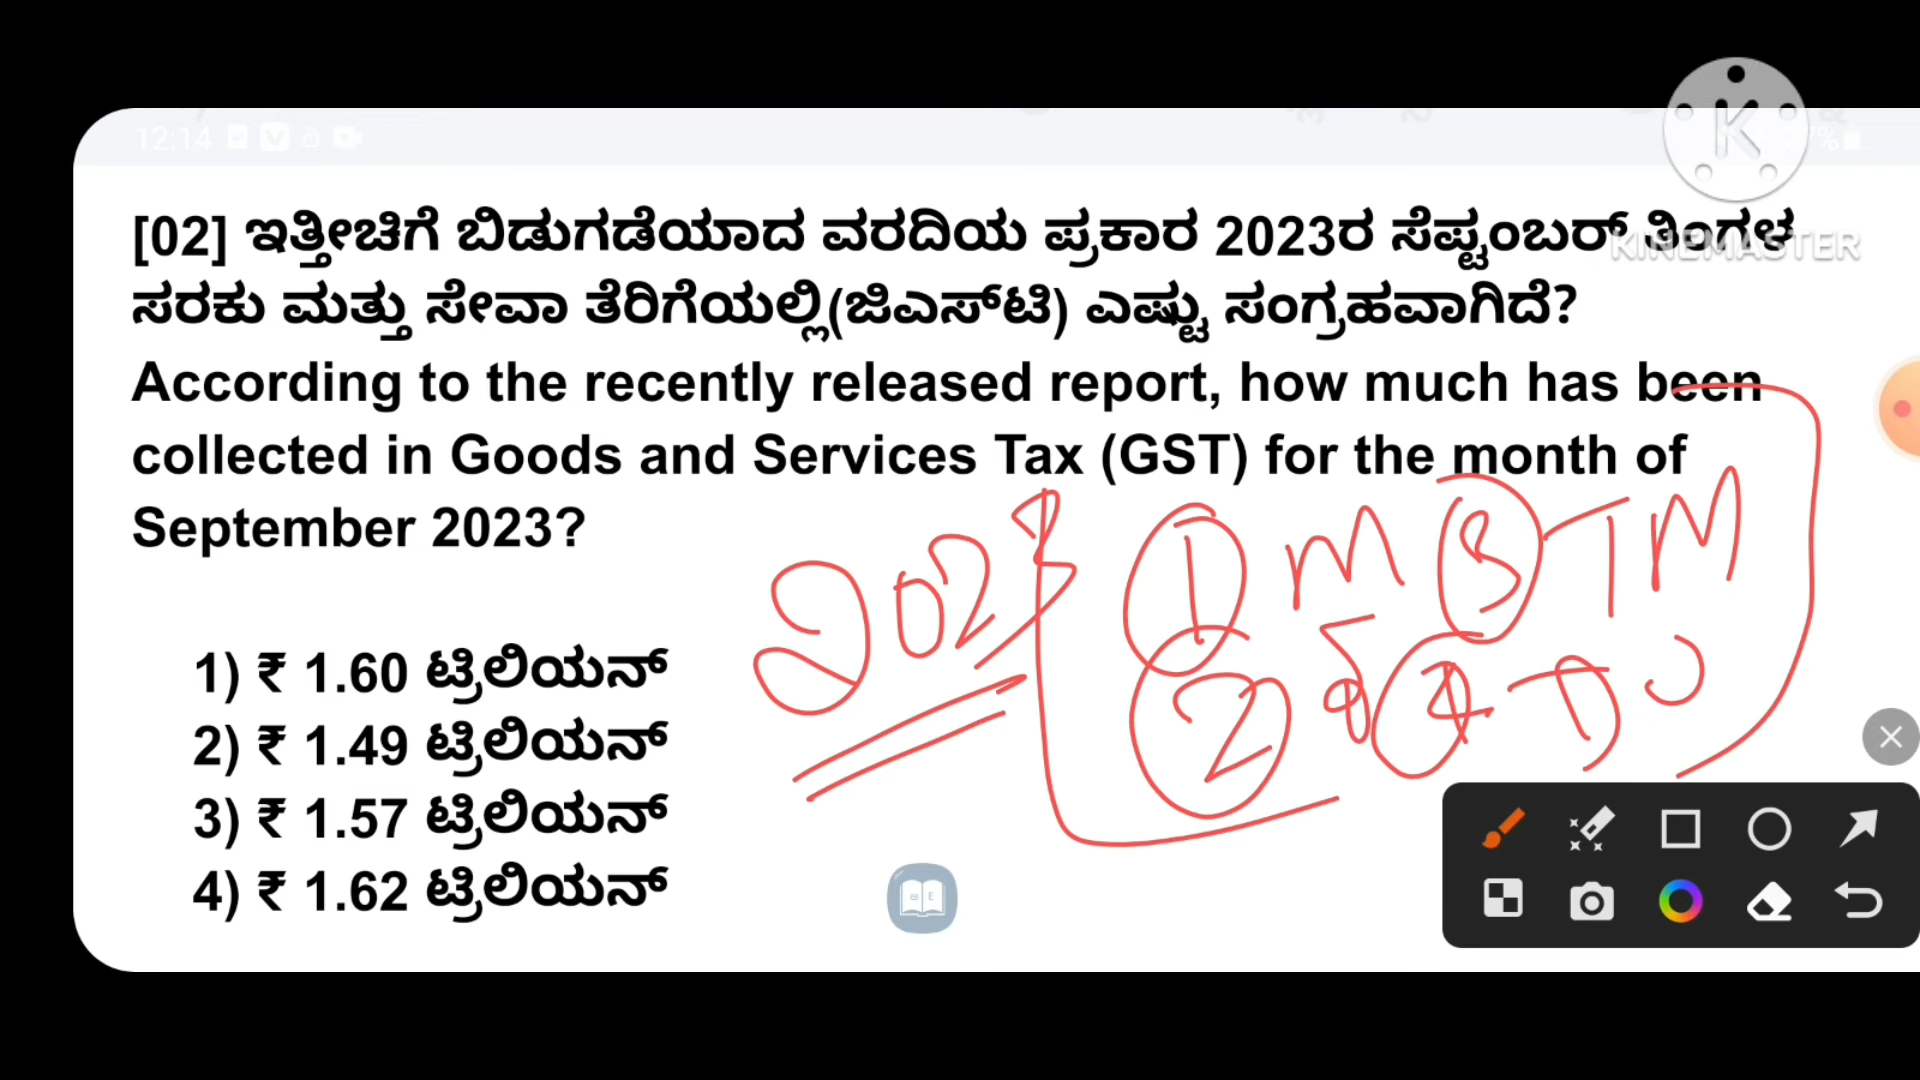 12:14
KINEMASTER
[02] ಇತ್ತೀಚಿಗೆ ಬಿಡುಗಡೆಯಾದ ವರದಿಯ ಪ್ರಕಾರ 2023ರ ಸೆಪ್ಟಂಬರ್ ತಿಂಗಳ
ಸರಕು ಮತ್ತು ಸೇವಾ ತೆರಿಗೆಯಲ್ಲಿ(ಜಿಎಸ್‌ಟಿ) ಎಷ್ಟು ಸಂಗ್ರಹವಾಗಿದೆ?
According to the recently released report, how much has been
collected in Goods and Services Tax (GST) for the month of
September 2023?
2023 1 M 3 T M
2 4
1) ₹ 1.60 ಟ್ರಿಲಿಯನ್
2) ₹ 1.49 ಟ್ರಿಲಿಯನ್
3) ₹ 1.57 ಟ್ರಿಲಿಯನ್
4) ₹ 1.62 ಟ್ರಿಲಿಯನ್